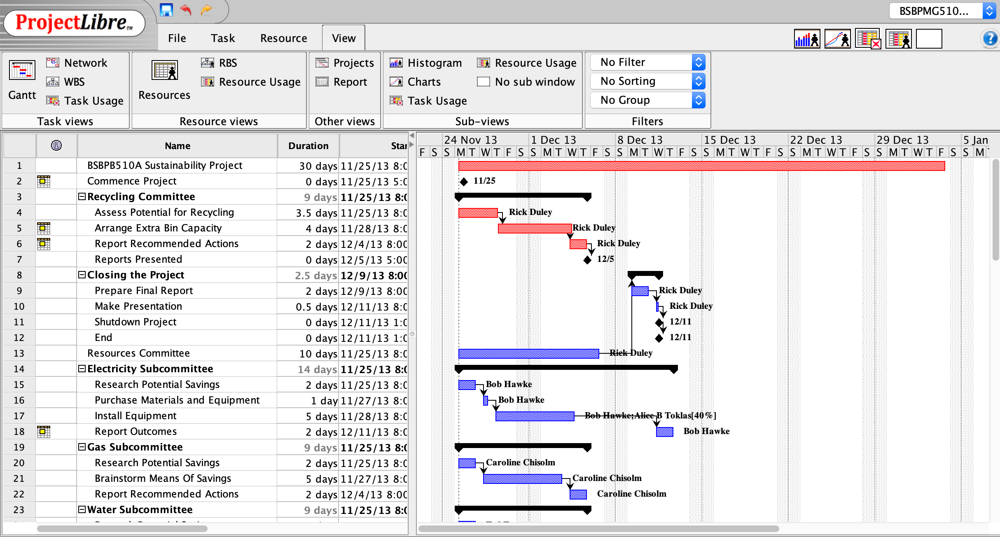 ProjectLibre™
BSBPMG510...
File Task Resource View
Gantt
Network
WBS
Task Usage
Task views
Resources
RBS
Resource Usage
Resource views
Projects
Report
Other views
Histogram
Charts
Task Usage
Resource Usage
No sub window
Sub-views
No Filter
No Sorting
No Group
Filters
Name Duration Star
24 Nov 13 1 Dec 13 8 Dec 13 15 Dec 13 22 Dec 13 29 Dec 13 5 Jan
F S S M T W T F S S M T W T F S S M T W T F S S M T W T F S S M T W T F S S M T W T F S S M
1 BSBPB510A Sustainability Project 30 days 11/25/13 8:0
2 Commence Project 0 days 11/25/13 5:0 11/25
3 Recycling Committee 9 days 11/25/13 8:0
4 Assess Potential for Recycling 3.5 days 11/25/13 8:0 Rick Duley
5 Arrange Extra Bin Capacity 4 days 11/28/13 8:0 Rick Duley
6 Report Recommended Actions 2 days 12/4/13 8:00 Rick Duley
7 Reports Presented 0 days 12/5/13 5:00 12/5
8 Closing the Project 2.5 days 12/9/13 8:00
9 Prepare Final Report 2 days 12/9/13 8:00 Rick Duley
10 Make Presentation 0.5 days 12/11/13 8:0 Rick Duley
11 Shutdown Project 0 days 12/11/13 1:0 12/11
12 End 0 days 12/11/13 1:0 12/11
13 Resources Committee 10 days 11/25/13 8:0 Rick Duley
14 Electricity Subcommittee 14 days 11/25/13 8:0
15 Research Potential Savings 2 days 11/25/13 8:0 Bob Hawke
16 Purchase Materials and Equipment 1 day 11/27/13 8:0 Bob Hawke
17 Install Equipment 5 days 11/28/13 8:0 Bob Hawke;Alice B Toklas[40%]
18 Report Outcomes 2 days 12/11/13 8:0 Bob Hawke
19 Gas Subcommittee 9 days 11/25/13 8:0
20 Research Potential Savings 2 days 11/25/13 8:0 Caroline Chisolm
21 Brainstorm Means Of Savings 5 days 11/27/13 8:0 Caroline Chisolm
22 Report Recommended Actions 2 days 12/4/13 8:00 Caroline Chisolm
23 Water Subcommittee 9 days 11/25/13 8:0